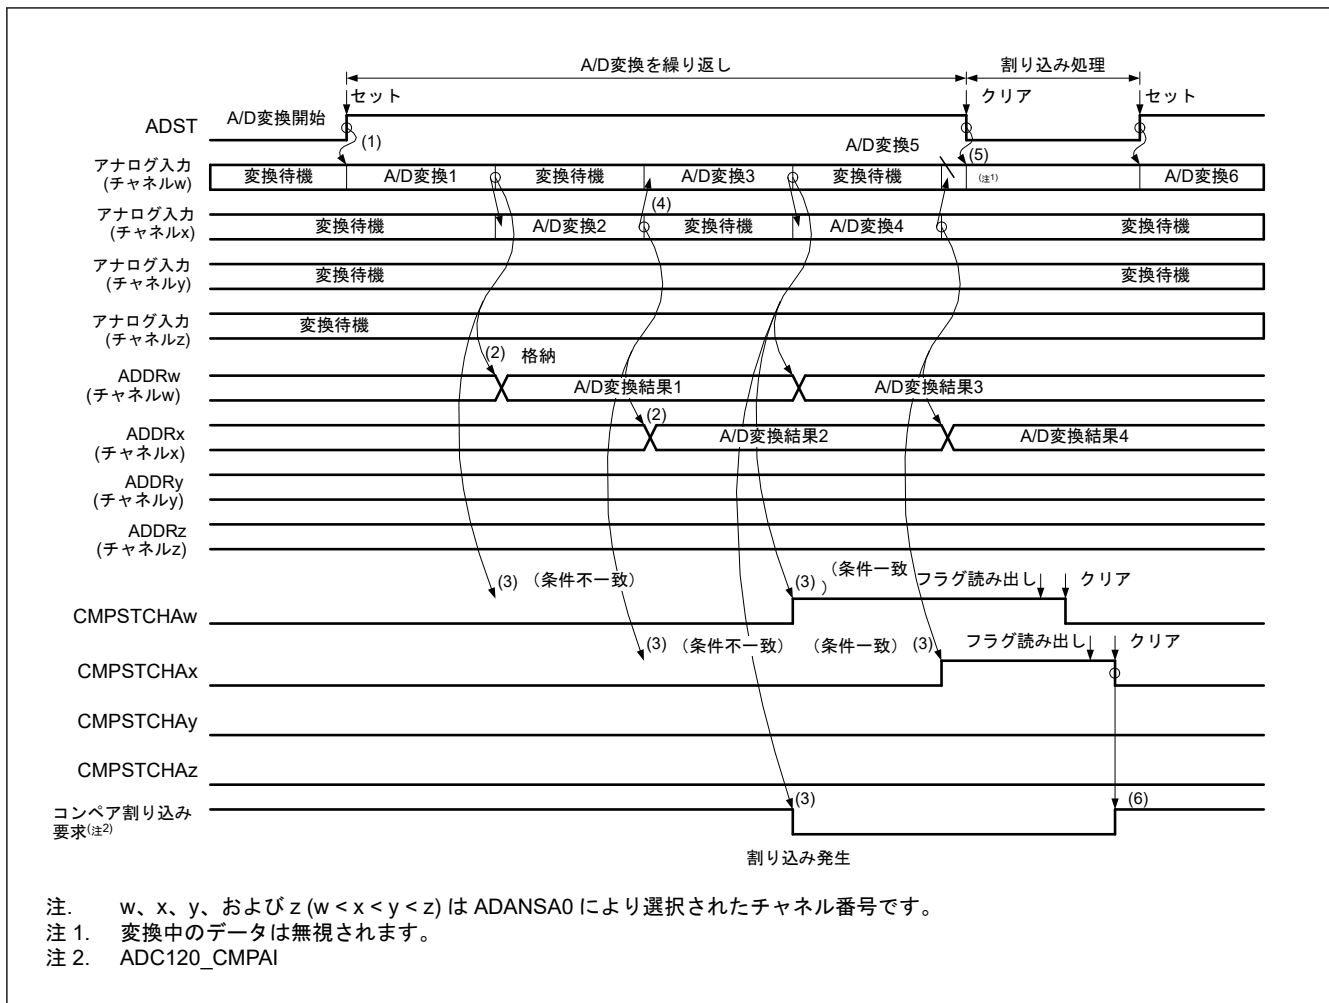 A/D変換を繰り返し
割り込み処理
セット
クリア
セット
ADST
A/D変換開始
(1)
A/D変換5
(5)
アナログ入力
(チャネルw)
変換待機
A/D変換1
変換待機
A/D変換3
変換待機
(注1)
A/D変換6
(4)
アナログ入力
(チャネルx)
変換待機
A/D変換2
変換待機
A/D変換4
変換待機
アナログ入力
(チャネルy)
変換待機
変換待機
アナログ入力
(チャネルz)
変換待機
(2) 格納
ADDRw
(チャネルw)
A/D変換結果1
A/D変換結果3
(2)
ADDRx
(チャネルx)
A/D変換結果2
A/D変換結果4
ADDRy
(チャネルy)
ADDRz
(チャネルz)
(3) (条件不一致)
(3)
(条件一致
)
フラグ読み出し
クリア
CMPSTCHAw
(3) (条件不一致)
(条件一致) (3)
フラグ読み出し
クリア
CMPSTCHAx
CMPSTCHAy
CMPSTCHAz
(3)
(6)
コンペア割り込み
要求(注2)
割り込み発生
注. w、x、y、および z (w < x < y < z) は ADANSA0 により選択されたチャネル番号です。
注 1. 変換中のデータは無視されます。
注 2. ADC120_CMPAI